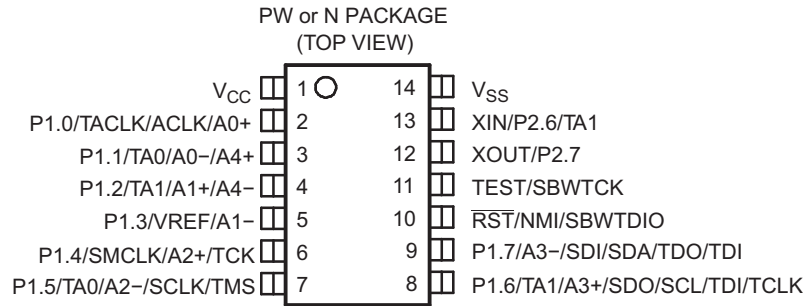 PW or N PACKAGE
(TOP VIEW)
VCC 1 14 VSS
P1.0/TACLK/ACLK/A0+ 2 13 XIN/P2.6/TA1
P1.1/TA0/A0−/A4+ 3 12 XOUT/P2.7
P1.2/TA1/A1+/A4− 4 11 TEST/SBWTCK
P1.3/VREF/A1− 5 10 RST/NMI/SBWTDIO
P1.4/SMCLK/A2+/TCK 6 9 P1.7/A3−/SDI/SDA/TDO/TDI
P1.5/TA0/A2−/SCLK/TMS 7 8 P1.6/TA1/A3+/SDO/SCL/TDI/TCLK